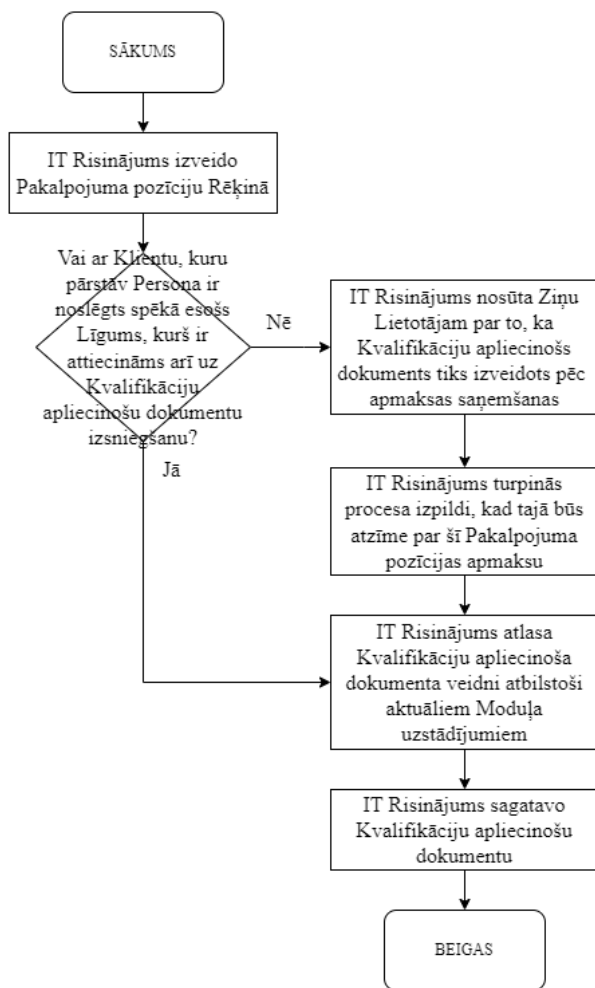 SĀKUMS
IT Risinājums izveido
Pakalpojuma pozīciju Rēķinā
Vai ar Klientu, kuru
pārstāv Persona ir
noslēgts spēkā esošs
Līgums, kurš ir
attiecināms arī uz
Kvalifikāciju
apliecinošu dokumentu
izsniegšanu?
Nē
Jā
IT Risinājums nosūta Ziņu
Lietotājam par to, ka
Kvalifikāciju apliecinošs
dokuments tiks izveidots pēc
apmaksas saņemšanas
IT Risinājums turpinās
procesa izpildi, kad tajā būs
atzīme par šī Pakalpojuma
pozīcijas apmaksu
IT Risinājums atlasa
Kvalifikāciju apliecinoša
dokumenta veidni atbilstoši
aktuāliem Moduļa
uzstādījumiem
IT Risinājums sagatavo
Kvalifikāciju apliecinošu
dokumentu
BEIGAS